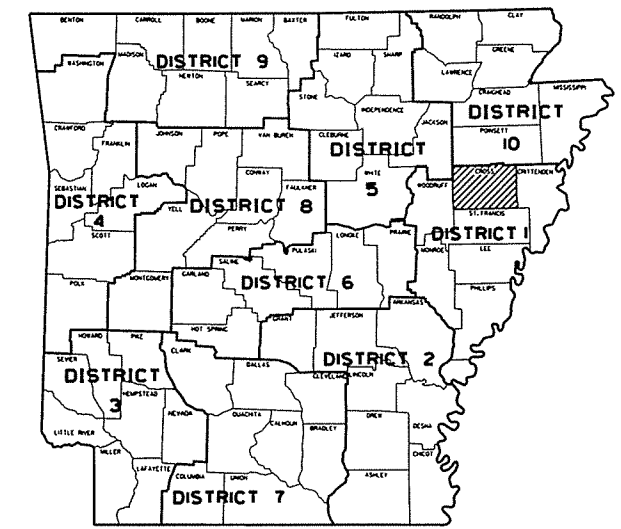 BENTON CARROLL BOONE MARION BAXTER FULTON RANDOLPH CLAY
WASHINGTON MADISON DISTRICT 9 IZARD SHARP GREENE
NEWTON SEARCY LAWRENCE
STONE CRAIGHEAD MISSISSIPPI
INDEPENDENCE DISTRICT
CRAWFORD JOHNSON POPE VAN BUREN CLEBURNE JACKSON POINSETT
FRANKLIN DISTRICT 10
CONWAY WHITE CROSS CRITTENDEN
SEBASTIAN LOGAN FAULKNER 5 WOODRUFF
DISTRICT YELL DISTRICT 8 ST. FRANCIS
4 PERRY LONOKE PRAIRIE DISTRICT 1
SCOTT PULASKI MONROE LEE
SALINE
POLK MONTGOMERY GARLAND DISTRICT 6 PHILLIPS
ARKANSAS
HOT SPRING GRANT JEFFERSON
HOWARD PIKE
SEVIER CLARK DALLAS DISTRICT 2
DISTRICT CLEVELAND LINCOLN
3 HEMPSTEAD
NEVADA OUACHITA DREW
CALHOUN BRADLEY DESHA
LITTLE RIVER
MILLER CHICOT
LAFAYETTE COLUMBIA UNION ASHLEY
DISTRICT 7